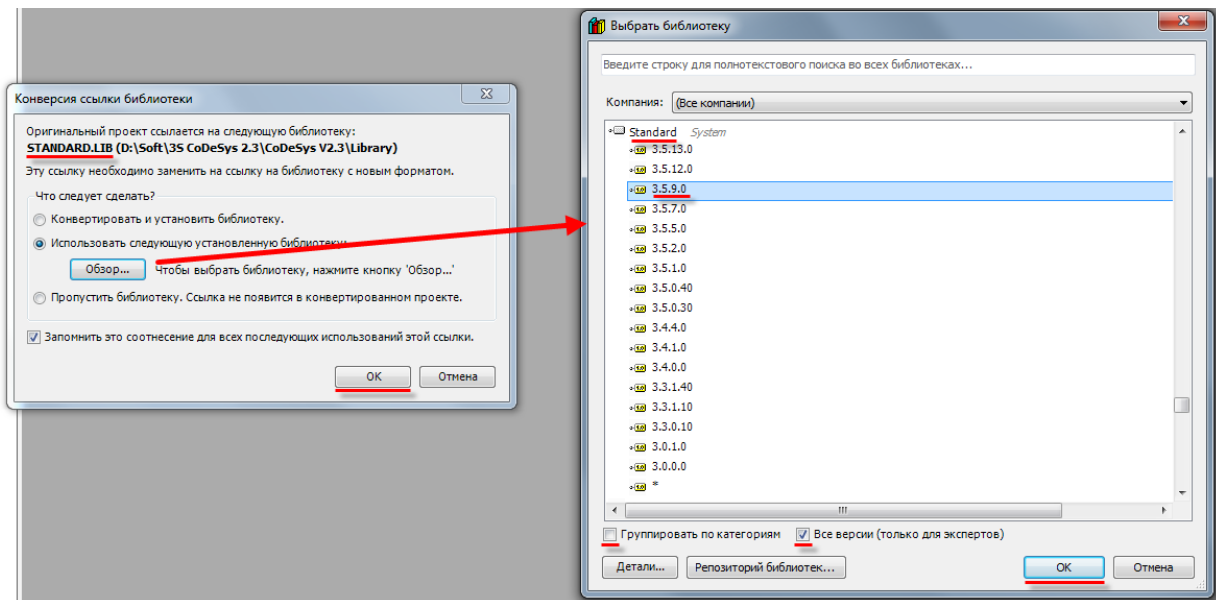 Конверсия ссылки библиотеки
Оригинальный проект ссылается на следующую библиотеку:
STANDARD.LIB (D:\Soft\3S CoDeSys 2.3\CoDeSys V2.3\Library)
Эту ссылку необходимо заменить на ссылку на библиотеку с новым форматом.
Что следует сделать?
Конвертировать и установить библиотеку.
Использовать следующую установленную библиотеку:
Обзор... Чтобы выбрать библиотеку, нажмите кнопку 'Обзор...'
Пропустить библиотеку. Ссылка не появится в конвертированном проекте.
Запомнить это соотнесение для всех последующих использований этой ссылки.
ОК Отмена
Выбрать библиотеку
Введите строку для полнотекстового поиска во всех библиотеках...
Компания: (Все компании)
Standard System
3.5.13.0
3.5.12.0
3.5.9.0
3.5.7.0
3.5.5.0
3.5.2.0
3.5.1.0
3.5.0.40
3.5.0.30
3.4.4.0
3.4.1.0
3.4.0.0
3.3.1.40
3.3.1.10
3.3.0.10
3.0.1.0
3.0.0.0
*
Группировать по категориям Все версии (только для экспертов)
Детали... Репозиторий библиотек... ОК Отмена